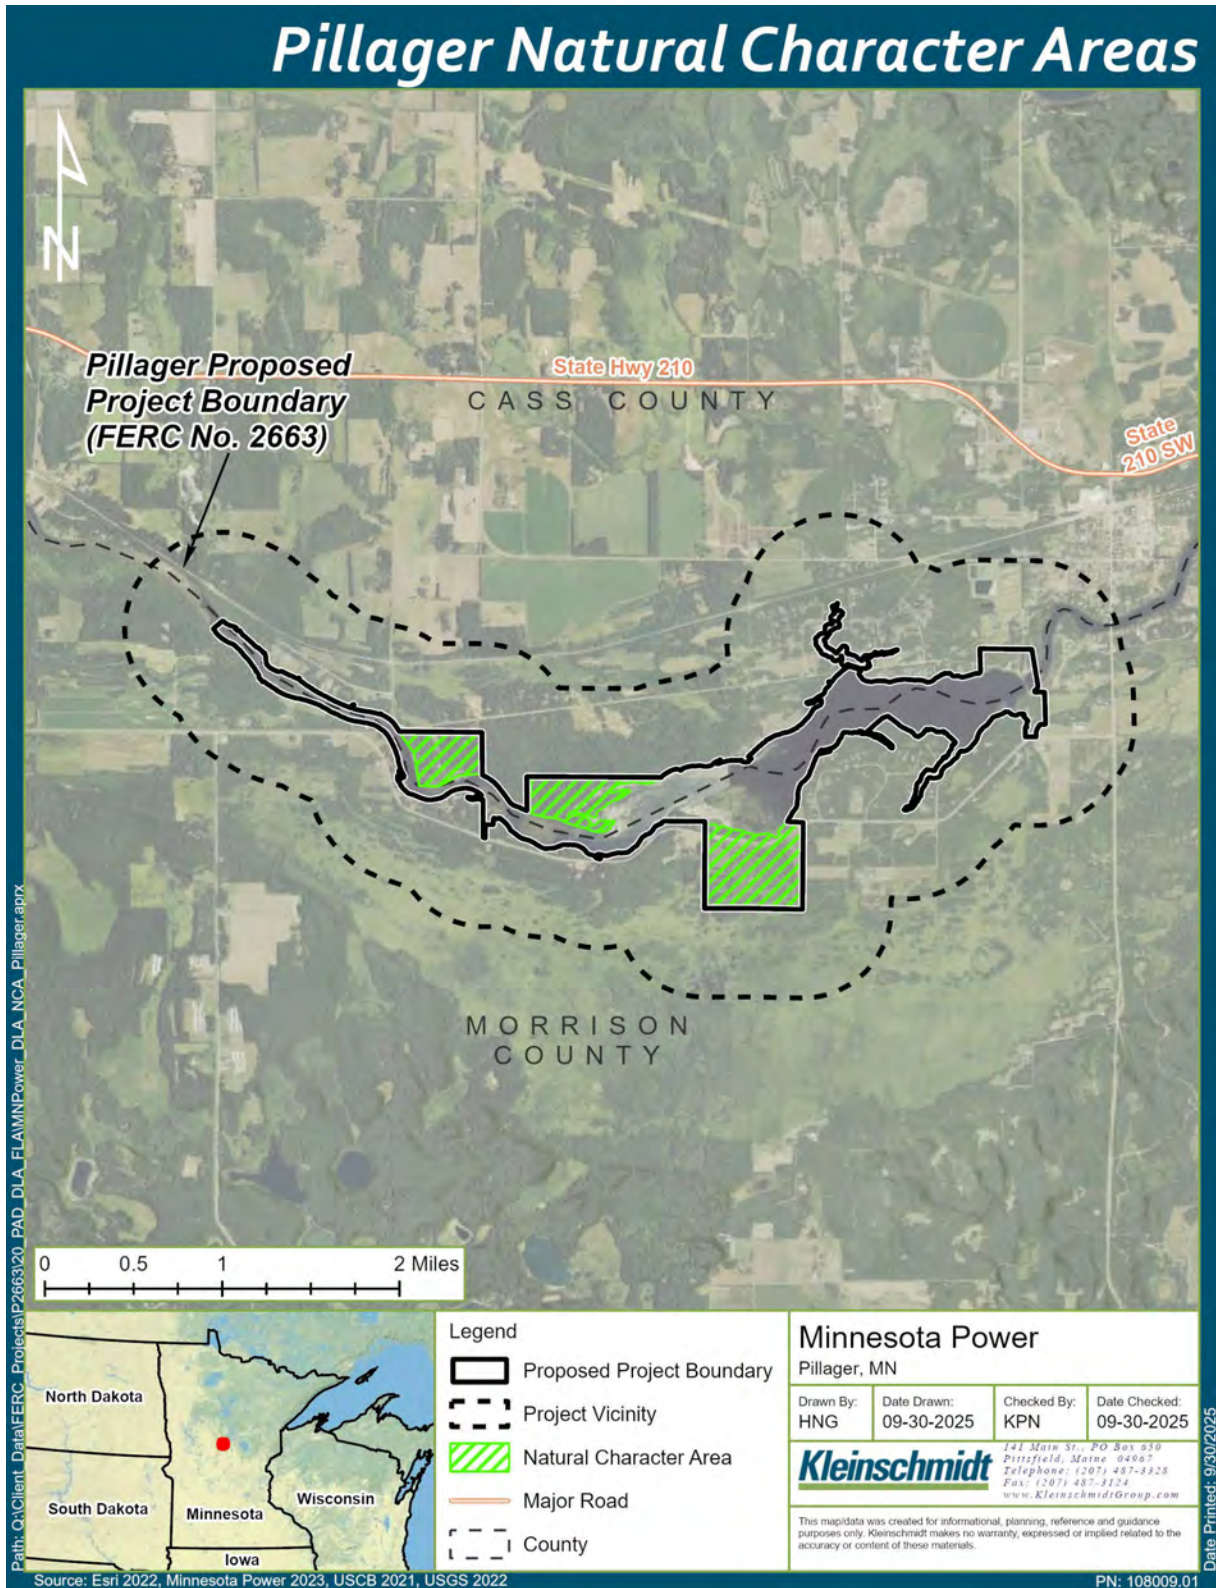 Pillager Natural Character Areas
N
Pillager Proposed
Project Boundary
(FERC No. 2663)
State Hwy 210
CASS COUNTY
State
210 SW
MORRISON
COUNTY
0 0.5 1 2 Miles
North Dakota
South Dakota
Minnesota
Wisconsin
Iowa
Legend
Proposed Project Boundary
Project Vicinity
Natural Character Area
Major Road
County
Minnesota Power
Pillager, MN
Drawn By:
HNG
Date Drawn:
09-30-2025
Checked By:
KPN
Date Checked:
09-30-2025
Kleinschmidt
141 Main St., PO Box 650
Pittsfield, Maine 04967
Telephone: (207) 487-3328
Fax: (207) 487-3124
www.KleinschmidtGroup.com
This map/data was created for informational, planning, reference and guidance
purposes only. Kleinschmidt makes no warranty, expressed or implied related to the
accuracy or content of these materials.
Path: Q:\Client_Data\FERC_Projects\P2663\20_PAD_DLA_FLA\MNPower_DLA_NCA_Pillager.aprx
Date Printed: 9/30/2025
Source: Esri 2022, Minnesota Power 2023, USCB 2021, USGS 2022
PN: 108009.01